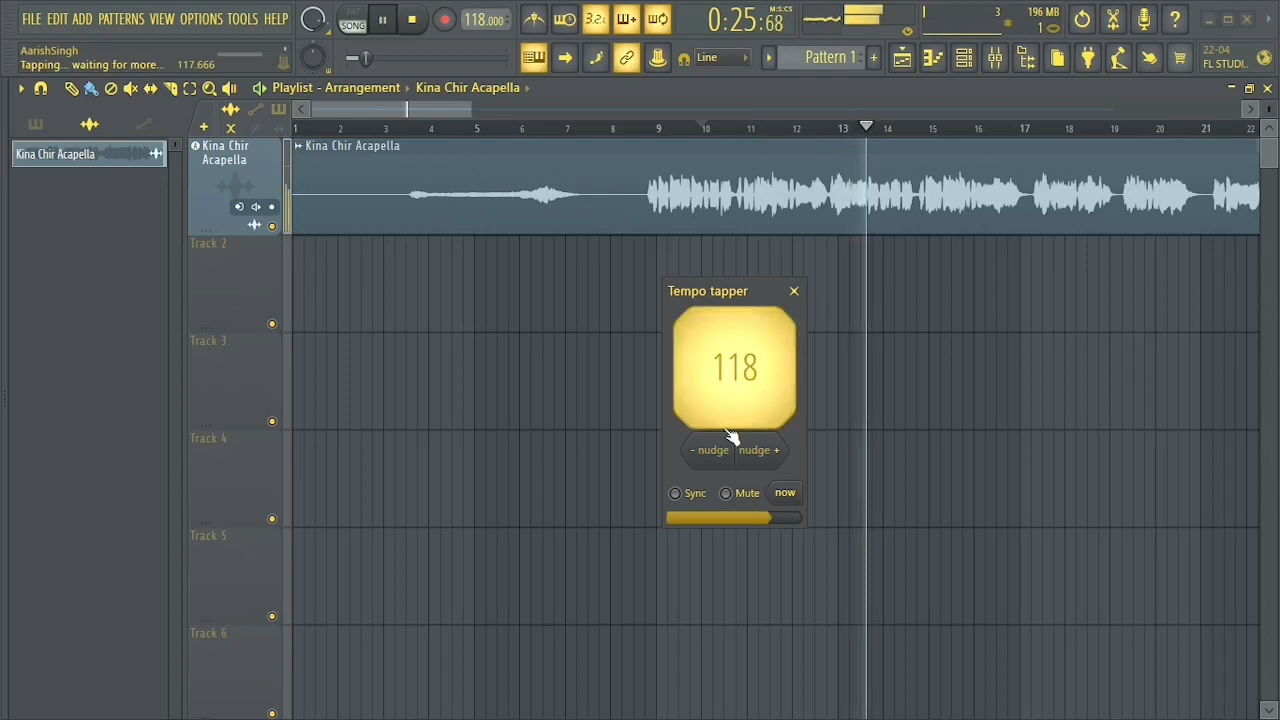 FILE EDIT ADD PATTERNS VIEW OPTIONS TOOLS HELP
PAT
SONG
118.000
3.2.
0:25:68
M:S:CS
3
196 MB
1
AarishSingh
Tapping... waiting for more... 117.666
Line
Pattern 1
+
22-04
FL STUDI..
Playlist - Arrangement
Kina Chir Acapella
1 2 3 4 5 6 7 8 9 10 11 12 13 14 15 16 17 18 19 20 21 22
Kina Chir Acapella
Kina Chir
Acapella
Kina Chir Acapella
Track 2
Track 3
Track 4
Track 5
Track 6
Tempo tapper
118
- nudge
nudge +
Sync
Mute
now